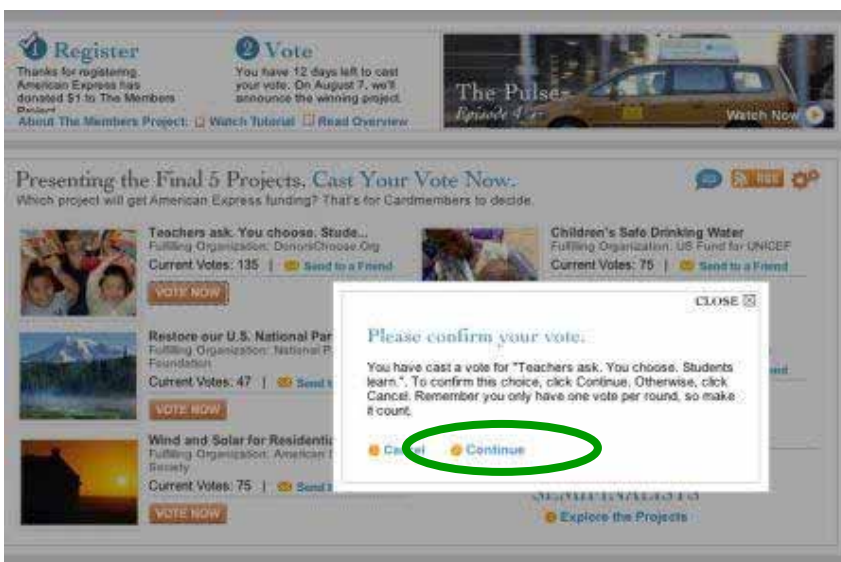 1 Register
Thanks for registering.
American Express has
donated $1 to The Members
Project
2 Vote
You have 12 days left to cast
your vote. On August 7, we'll
announce the winning project.
About The Members Project: Watch Tutorial Read Overview
The Pulse
Episode 4
Watch Now
Presenting the Final 5 Projects. Cast Your Vote Now.
Which project will get American Express funding? That's for Cardmembers to decide.
RSS
Teachers ask. You choose. Stude...
Fulfilling Organization: DonorsChoose.Org
Current Votes: 135 | Send to a Friend
VOTE NOW
Children's Safe Drinking Water
Fulfilling Organization: US Fund for UNICEF
Current Votes: 75 | Send to a Friend
Restore our U.S. National Par
Fulfilling Organization: National P
Foundation
Current Votes: 47 | Send t
VOTE NOW
Wind and Solar for Residentia
Fulfilling Organization: American
Society
Current Votes: 75 | Send t
VOTE NOW
CLOSE
Please confirm your vote.
You have cast a vote for "Teachers ask. You choose. Students
learn.". To confirm this choice, click Continue. Otherwise, click
Cancel. Remember you only have one vote per round, so make
it count.
Cancel Continue
SEMIFINALISTS
Explore the Projects